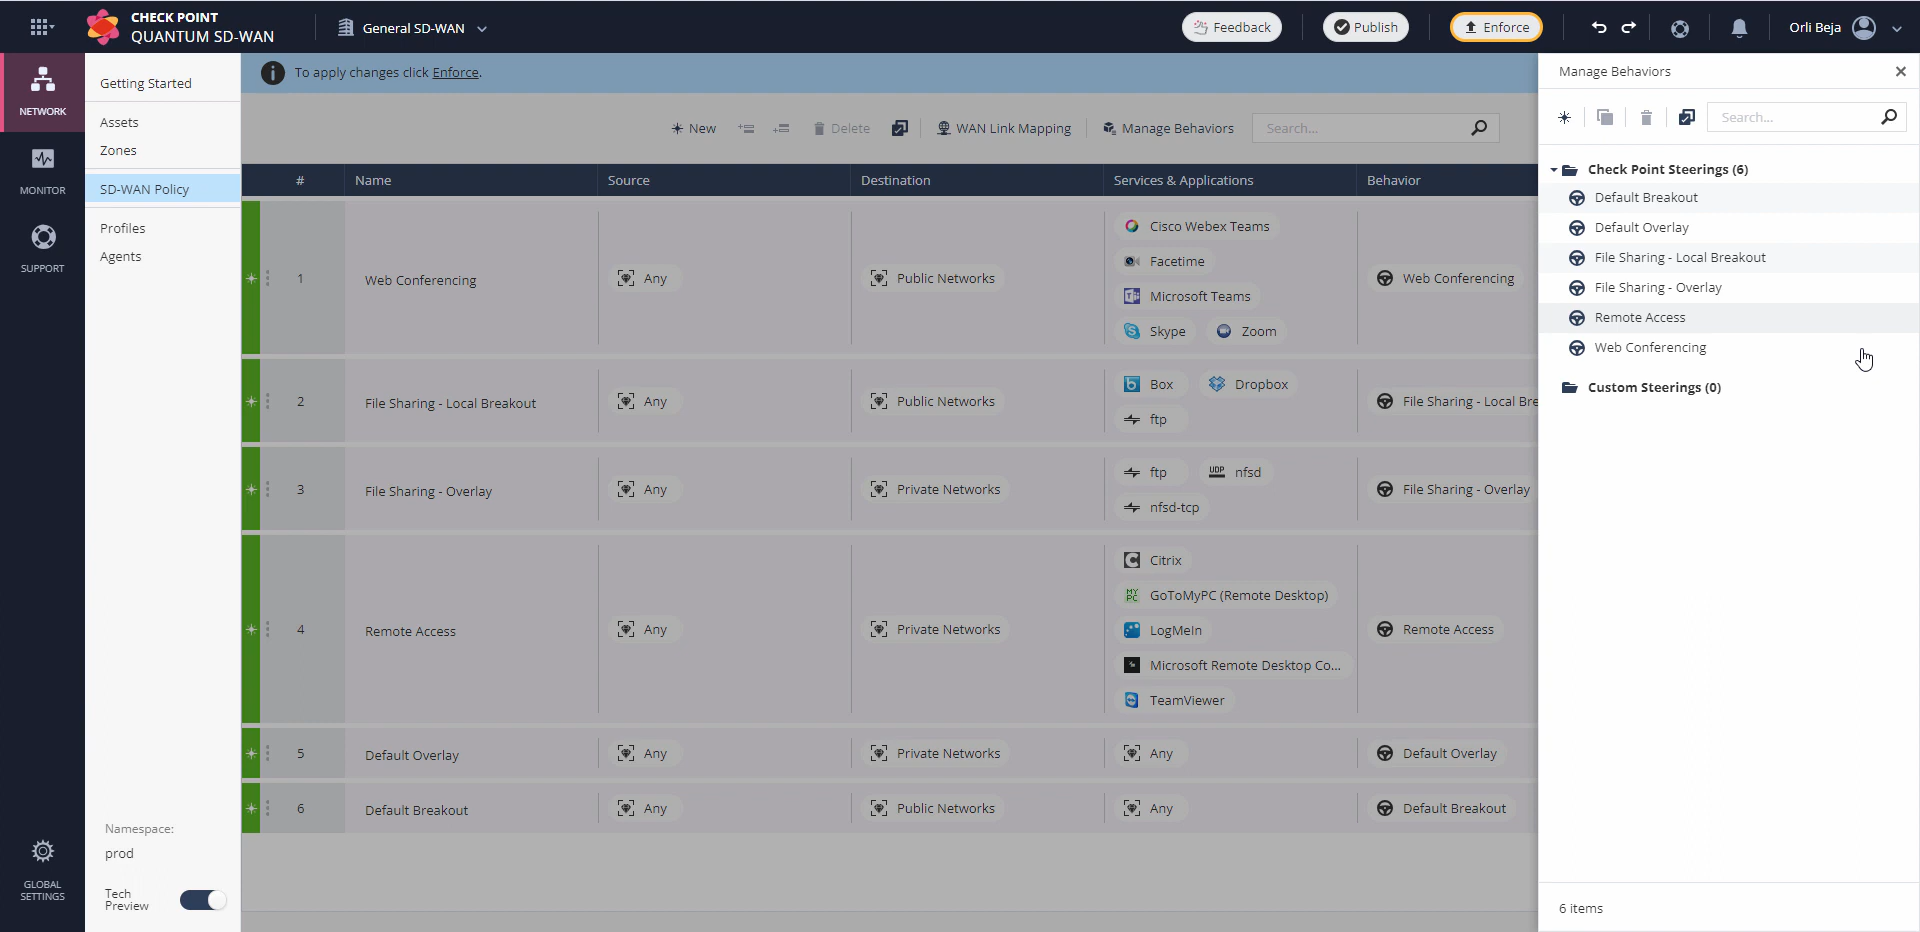 CHECK POINT
QUANTUM SD-WAN
General SD-WAN
Feedback
Publish
Enforce
Orli Beja
NETWORK
MONITOR
SUPPORT
GLOBAL
SETTINGS
Getting Started
Assets
Zones
SD-WAN Policy
Profiles
Agents
Namespace:
prod
Tech
Preview
i To apply changes click Enforce.
New
Delete
WAN Link Mapping
Manage Behaviors
Search...
# Name Source Destination Services & Applications Behavior
1 Web Conferencing Any Public Networks Web Conferencing
Cisco Webex Teams
Facetime
Microsoft Teams
Skype Zoom
2 File Sharing - Local Breakout Any Public Networks File Sharing - Local Bre
Box Dropbox
ftp
3 File Sharing - Overlay Any Private Networks File Sharing - Overlay
ftp UDP nfsd
nfsd-tcp
4 Remote Access Any Private Networks Remote Access
Citrix
MY PC GoToMyPC (Remote Desktop)
LogMeIn
Microsoft Remote Desktop Co...
TeamViewer
5 Default Overlay Any Private Networks Any Default Overlay
6 Default Breakout Any Public Networks Any Default Breakout
Manage Behaviors
Search...
Check Point Steerings (6)
Default Breakout
Default Overlay
File Sharing - Local Breakout
File Sharing - Overlay
Remote Access
Web Conferencing
Custom Steerings (0)
6 items